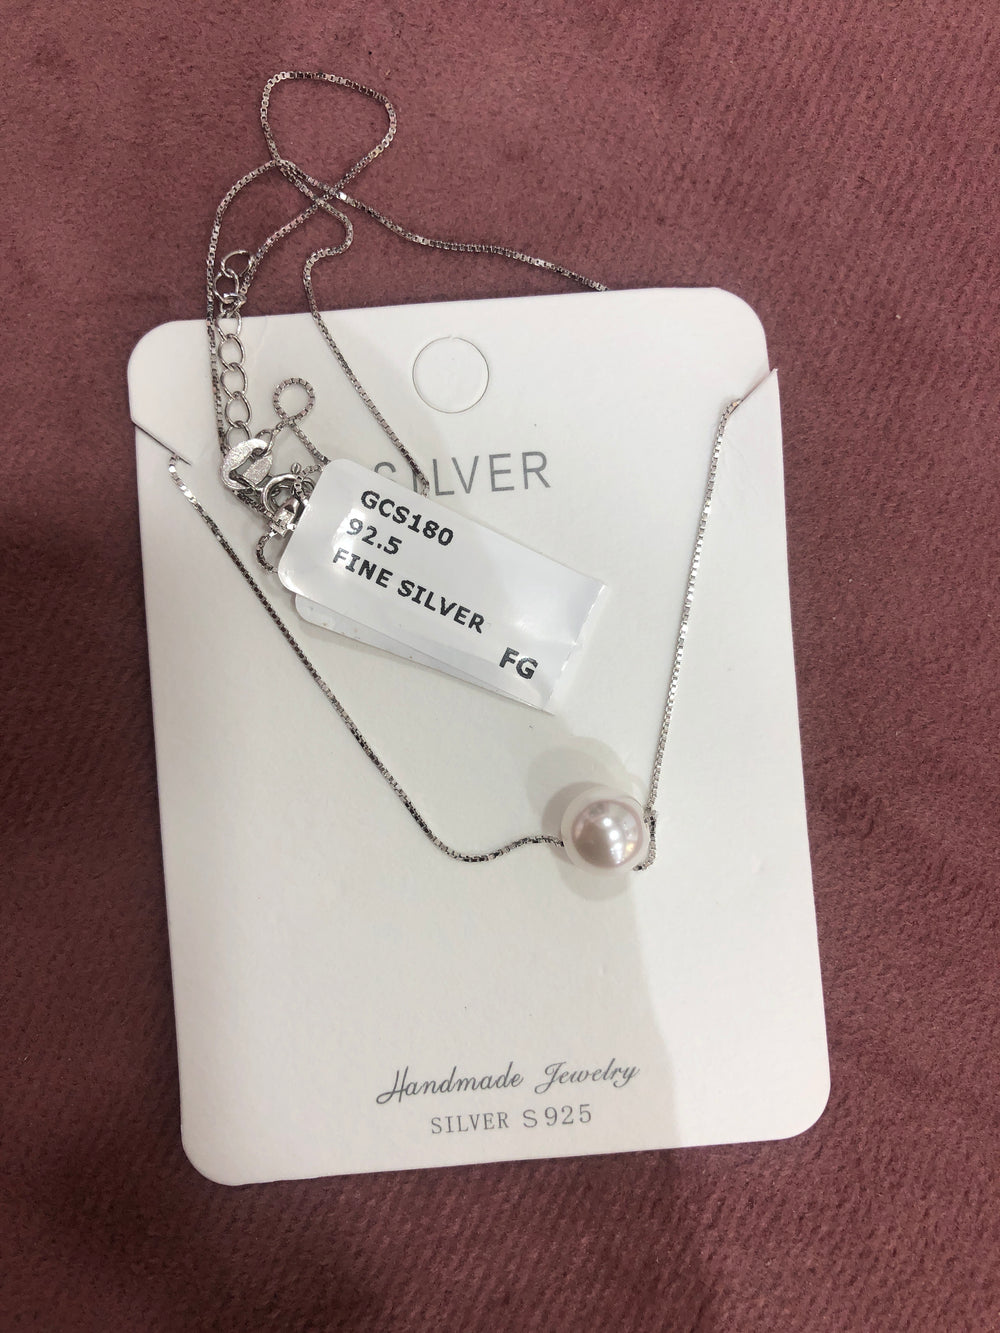 SILVER
GCS180
92.5
FINE SILVER
FG
Handmade Jewelry
SILVER S925